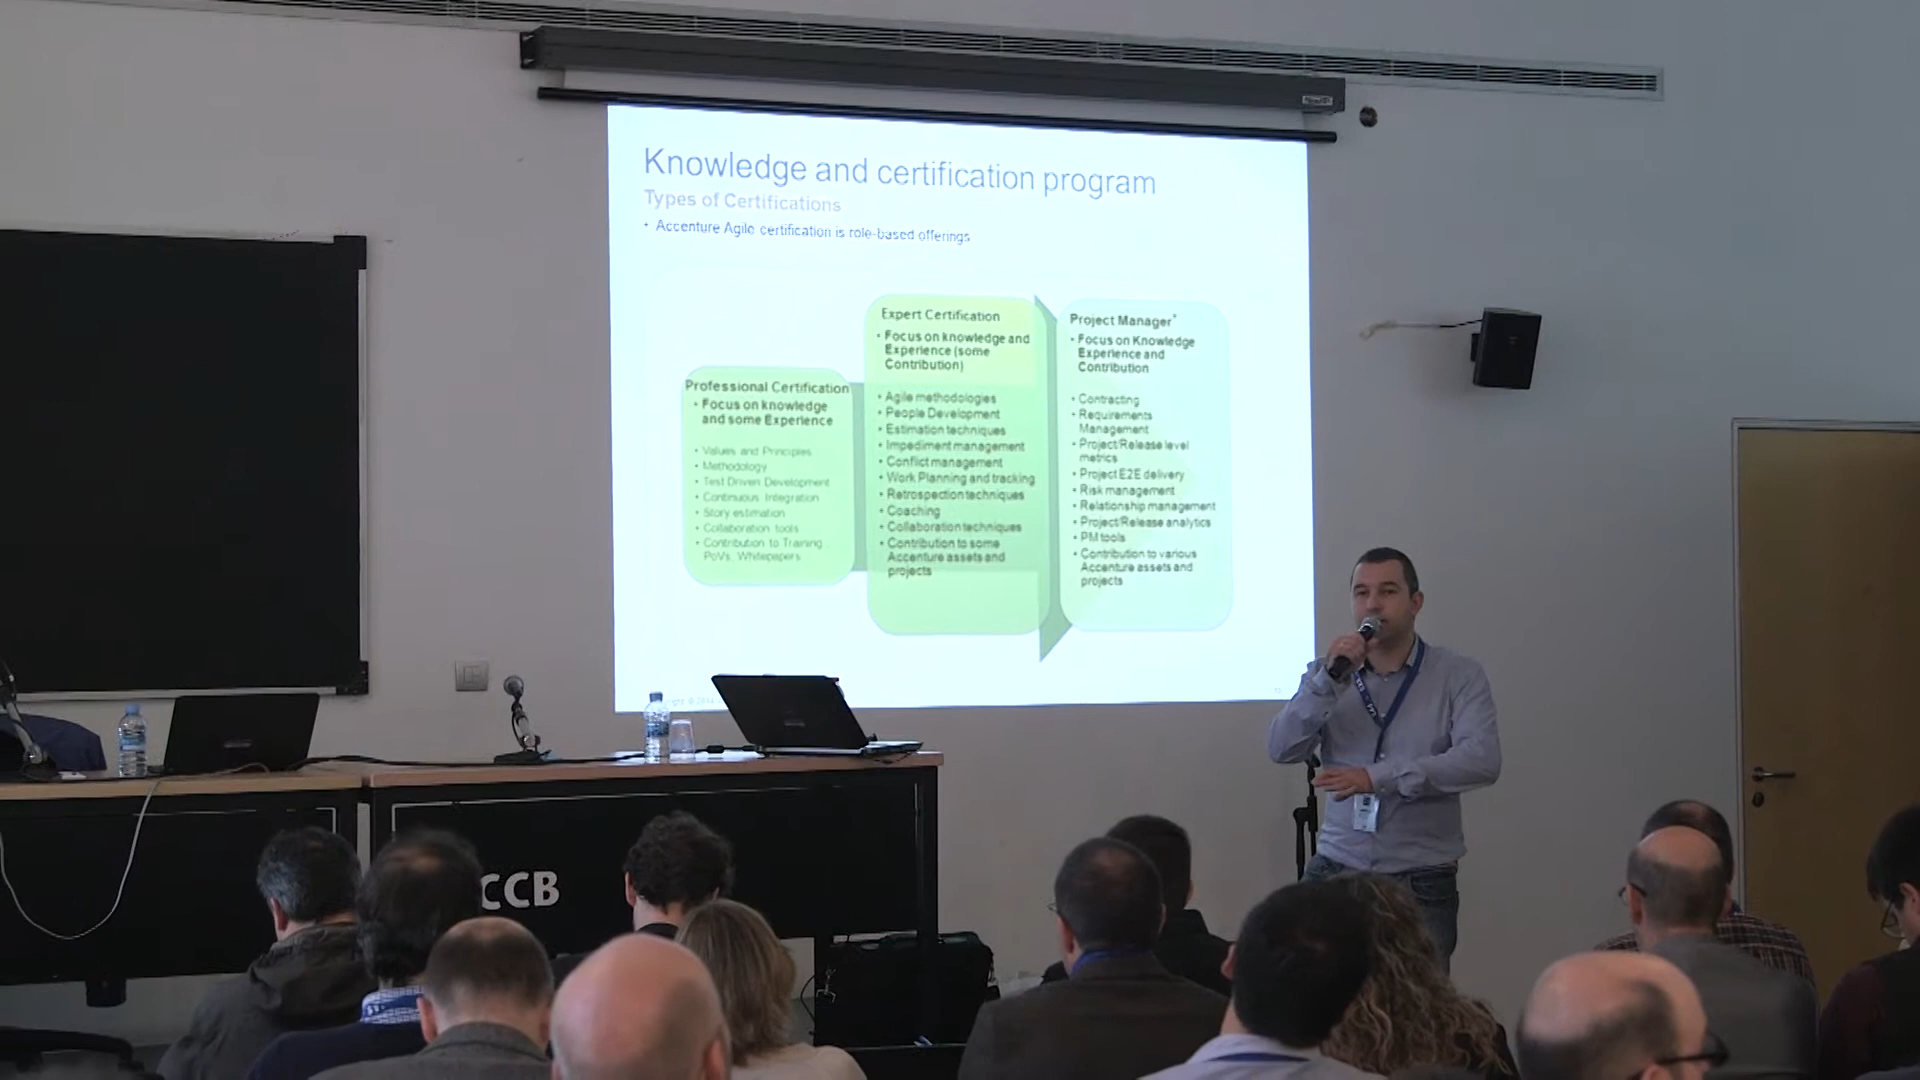 Knowledge and certification program
Types of Certifications
• Accenture Agile certification is role-based offerings
Professional Certification
• Focus on knowledge
and some Experience
• Values and Principles
• Methodology
• Test Driven Development
• Continuous Integration
• Story estimation
• Collaboration tools
• Contribution to Training
PoVs, Whitepapers
Expert Certification
• Focus on knowledge and
Experience (some
Contribution)
• Agile methodologies
• People Development
• Estimation techniques
• Impediment management
• Conflict management
• Work Planning and tracking
• Retrospection techniques
• Coaching
• Collaboration techniques
• Contribution to some
Accenture assets and
projects
Project Manager*
• Focus on Knowledge
Experience and
Contribution
• Contracting
• Requirements
Management
• Project/Release level
metrics
• Project E2E delivery
• Risk management
• Relationship management
• Project/Release analytics
• PM tools
• Contribution to various
Accenture assets and
projects
CCB